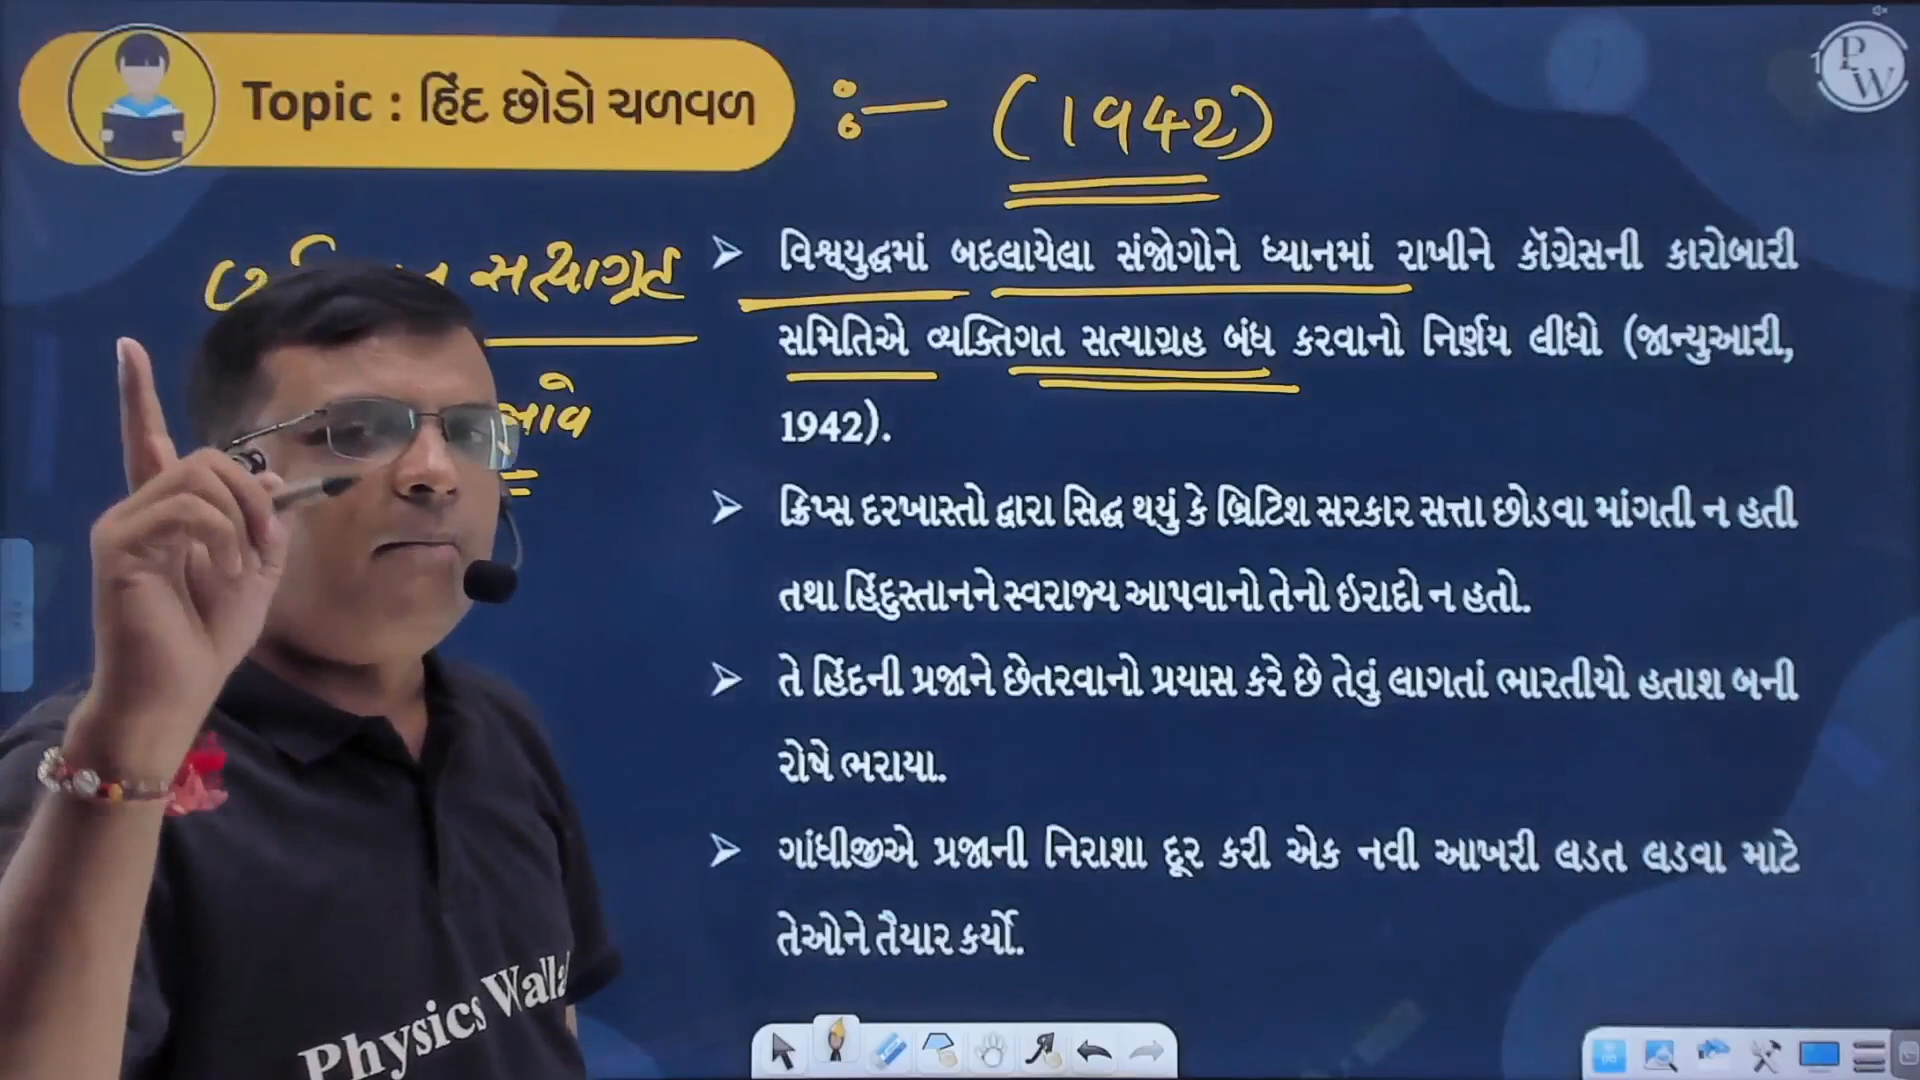 Topic : હિંદ છોડો ચળવળ :— (૧૯૪૨)
સત્યાગ્રહ
વિશ્વયુદ્ધમાં બદલાયેલા સંજોગોને ધ્યાનમાં રાખીને કૉંગ્રેસની કારોબારી
સમિતિએ વ્યક્તિગત સત્યાગ્રહ બંધ કરવાનો નિર્ણય લીધો (જાન્યુઆરી,
1942).
ક્રિપ્સ દરખાસ્તો દ્વારા સિદ્ધ થયું કે બ્રિટિશ સરકાર સત્તા છોડવા માંગતી ન હતી
તથા હિંદુસ્તાનને સ્વરાજ્ય આપવાનો તેનો ઇરાદો ન હતો.
તે હિંદની પ્રજાને છેતરવાનો પ્રયાસ કરે છે તેવું લાગતાં ભારતીયો હતાશ બની
રોષે ભરાયા.
ગાંધીજીએ પ્રજાની નિરાશા દૂર કરી એક નવી આખરી લડત લડવા માટે
તેઓને તૈયાર કર્યો.
PW
Physics